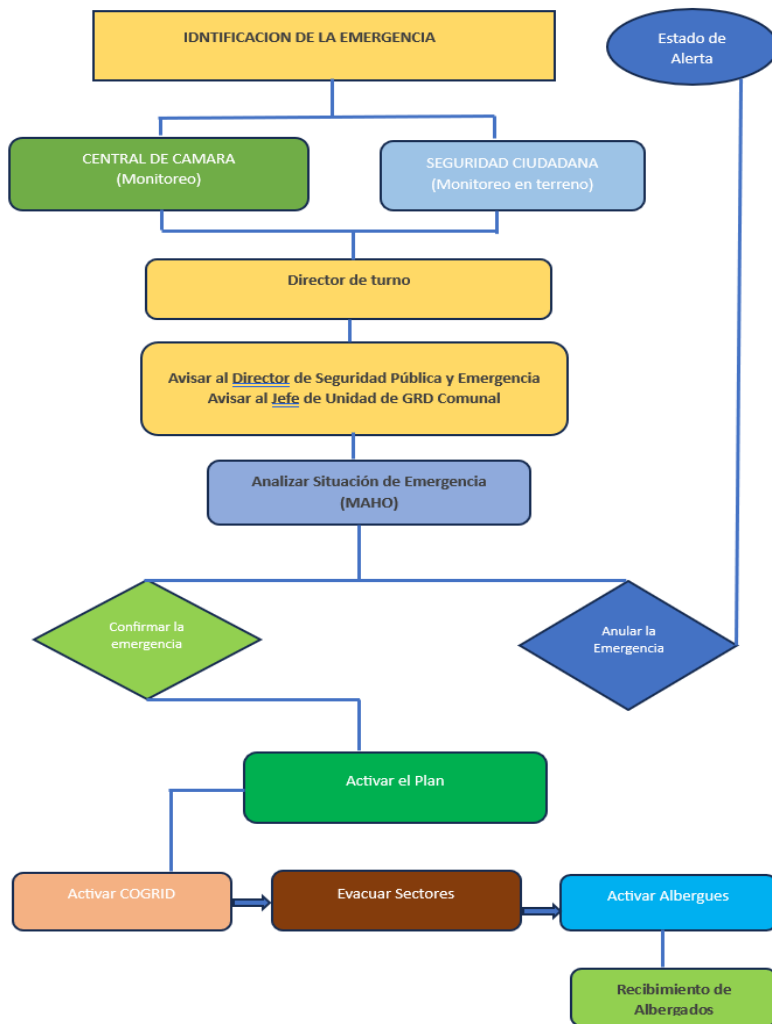 IDNTIFICACION DE LA EMERGENCIA
Estado de
Alerta
CENTRAL DE CAMARA
(Monitoreo)
SEGURIDAD CIUDADANA
(Monitoreo en terreno)
Director de turno
Avisar al Director de Seguridad Pública y Emergencia
Avisar al Jefe de Unidad de GRD Comunal
Analizar Situación de Emergencia
(MAHO)
Confirmar la
emergencia
Anular la
Emergencia
Activar el Plan
Activar COGRID
Evacuar Sectores
Activar Albergues
Recibimiento de
Albergados